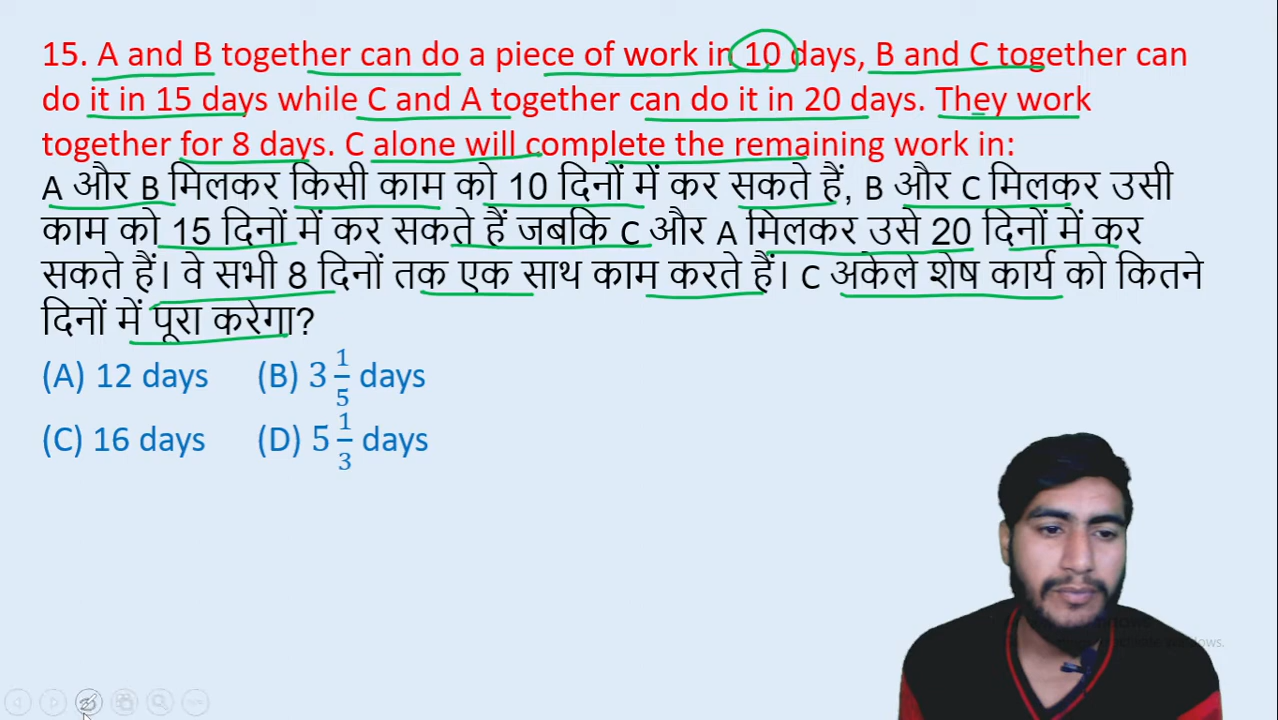 15. A and B together can do a piece of work in 10 days, B and C together can
do it in 15 days while C and A together can do it in 20 days. They work
together for 8 days. C alone will complete the remaining work in:
A और B मिलकर किसी काम को 10 दिनों में कर सकते हैं, B और C मिलकर उसी
काम को 15 दिनों में कर सकते हैं जबकि C और A मिलकर उसे 20 दिनों में कर
सकते हैं। वे सभी 8 दिनों तक एक साथ काम करते हैं। C अकेले शेष कार्य को कितने
दिनों में पूरा करेगा?
(A) 12 days (B) 3 1/5 days
(C) 16 days (D) 5 1/3 days